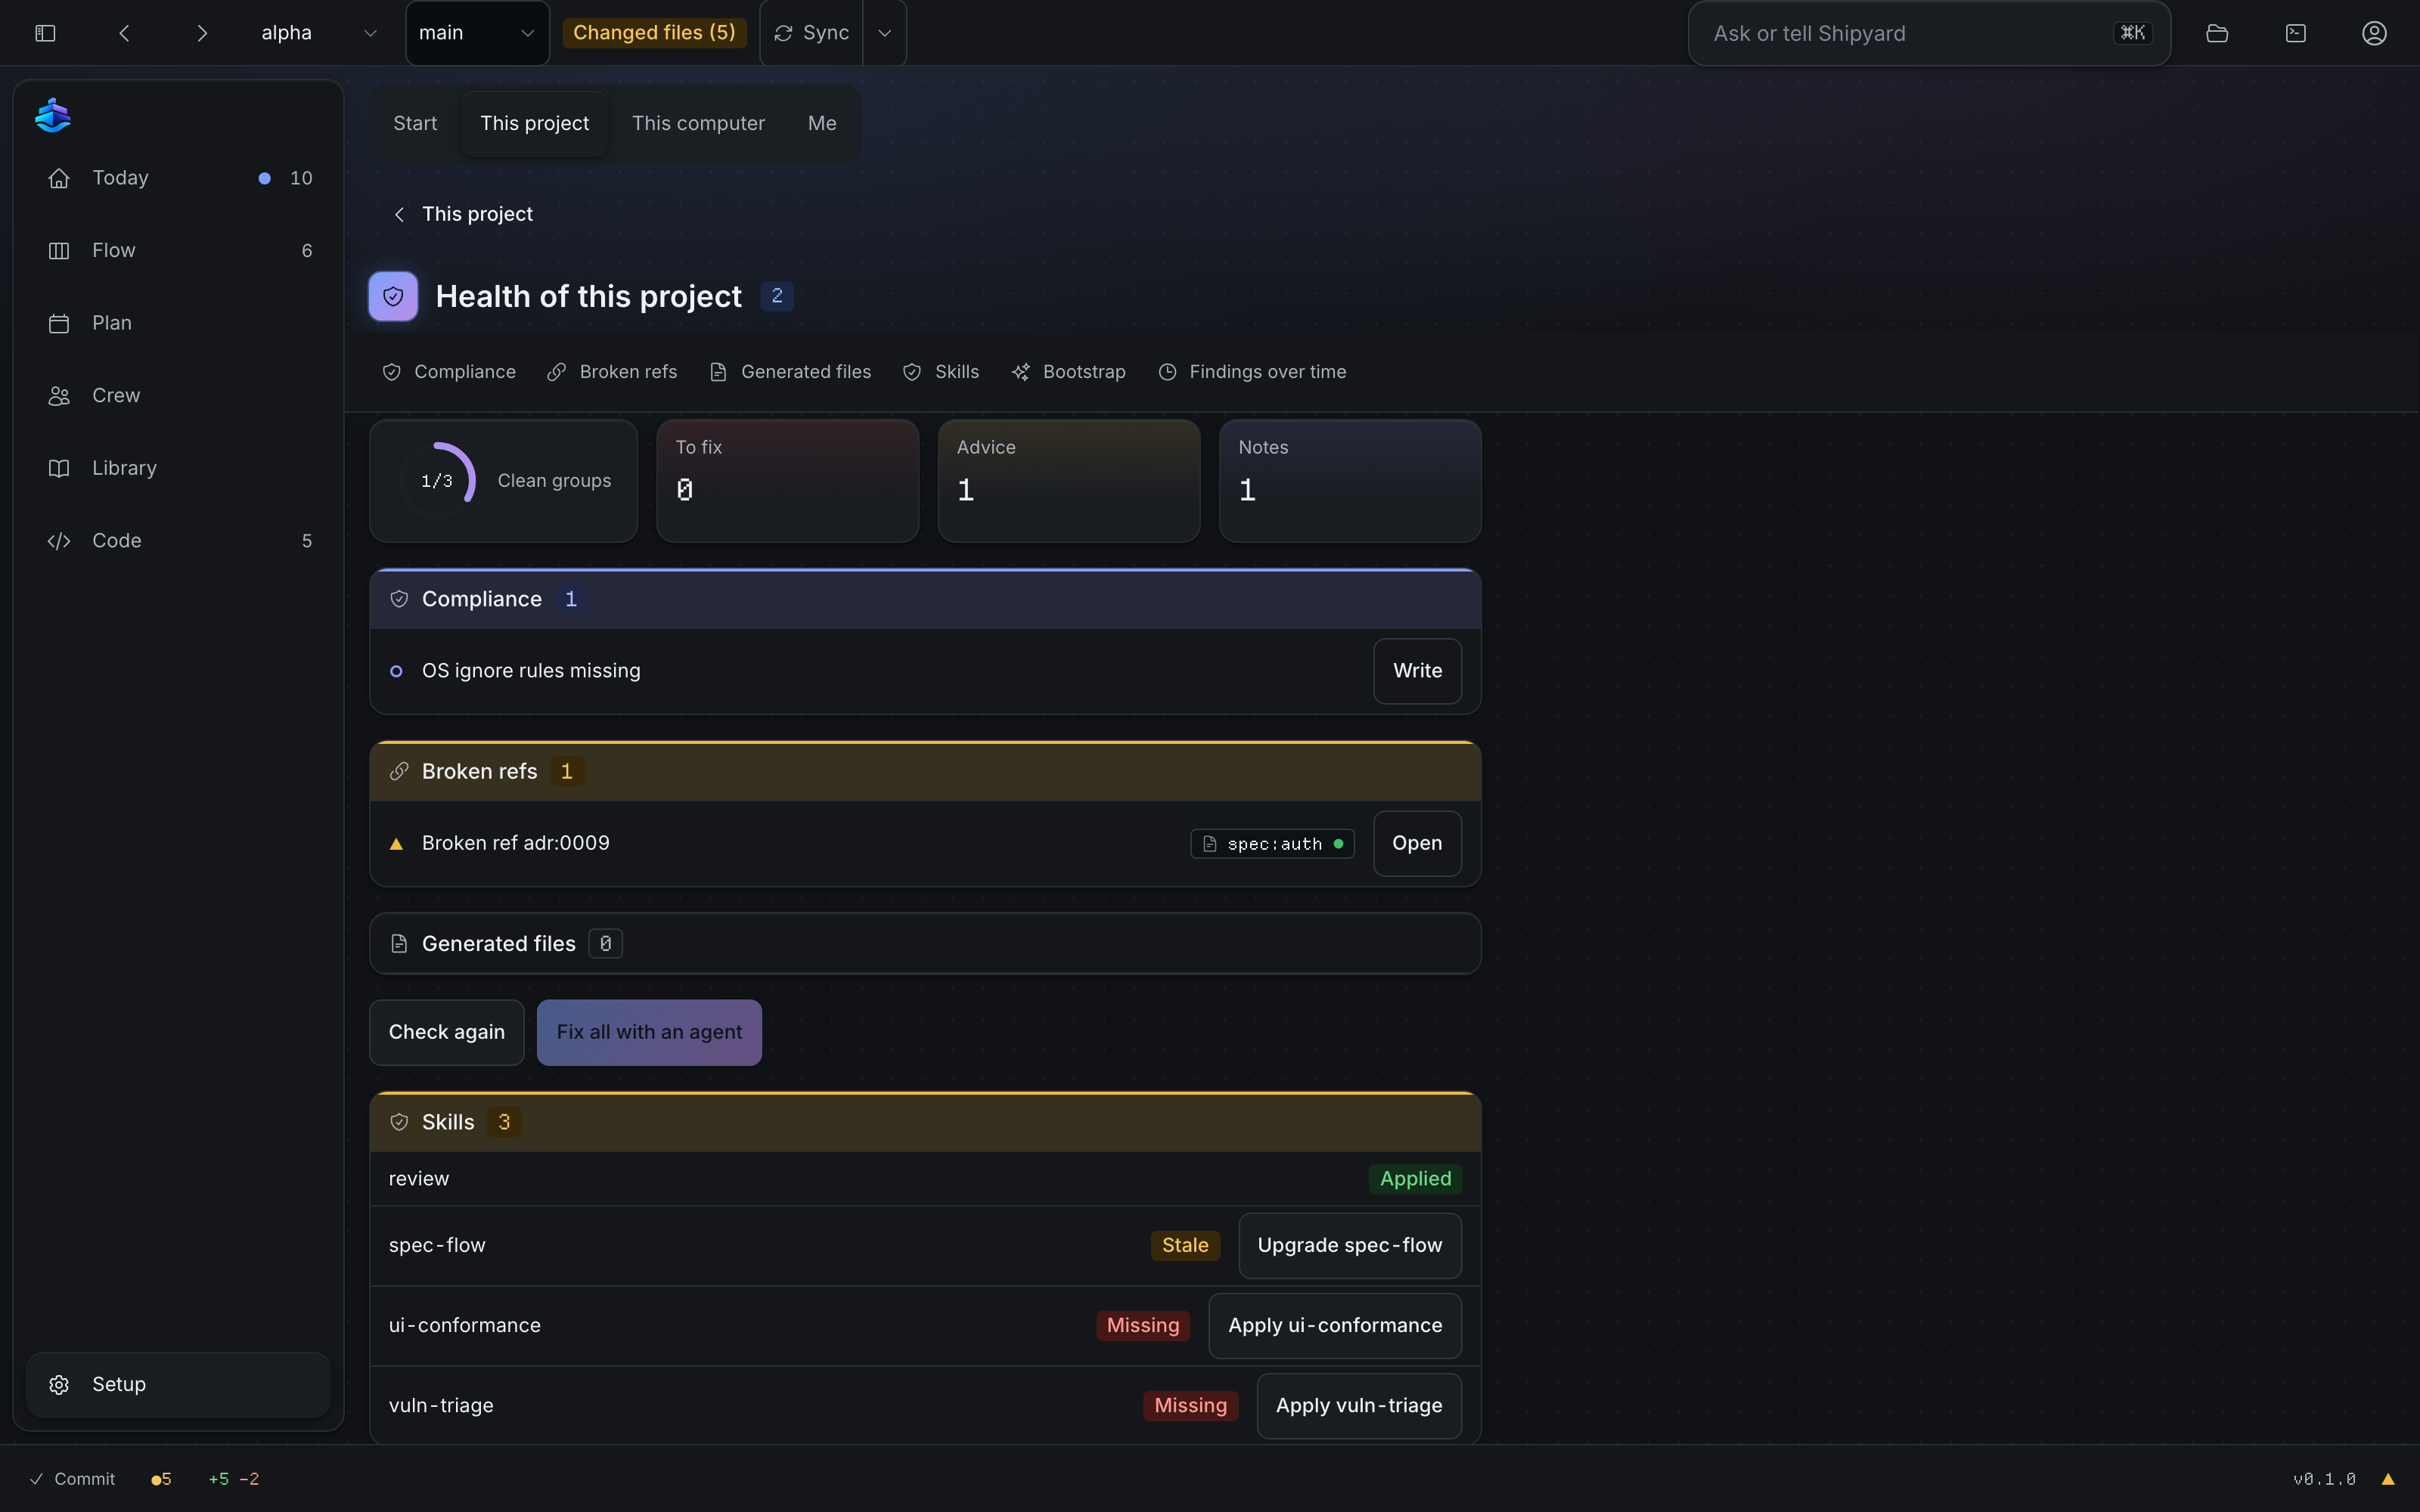 alpha main Changed files (5) Sync Ask or tell Shipyard ⌘K
Start This project This computer Me
Today 10
Flow 6
Plan
Crew
Library
Code 5
Setup
This project
Health of this project 2
Compliance Broken refs Generated files Skills Bootstrap Findings over time
1/3 Clean groups
To fix
0
Advice
1
Notes
1
Compliance 1
OS ignore rules missing Write
Broken refs 1
Broken ref adr:0009 spec:auth Open
Generated files 0
Check again Fix all with an agent
Skills 3
review Applied
spec-flow Stale Upgrade spec-flow
ui-conformance Missing Apply ui-conformance
vuln-triage Missing Apply vuln-triage
Commit 5 +5 -2 v0.1.0